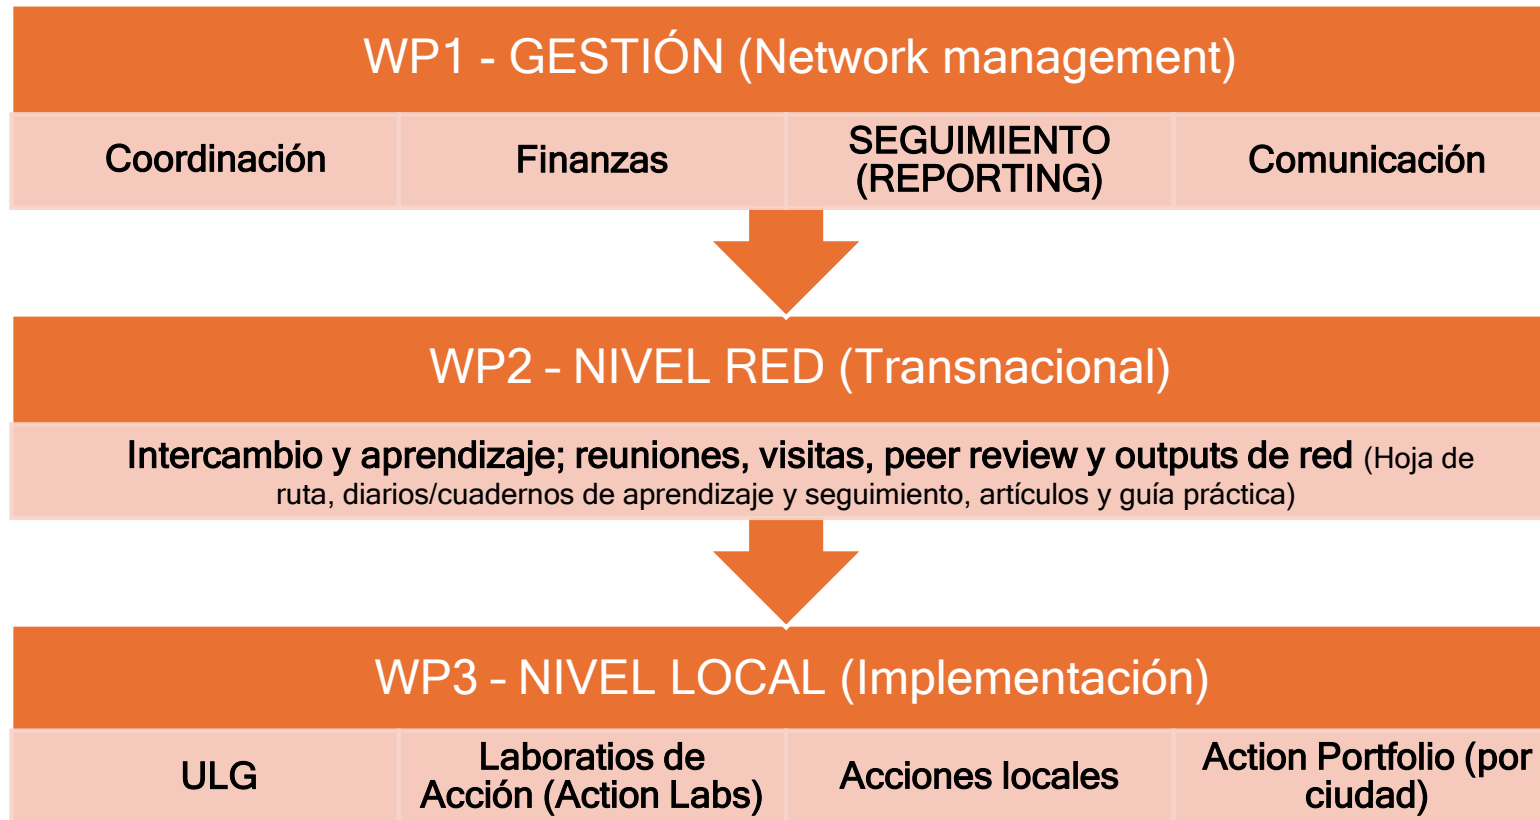 WP1 - GESTIÓN (Network management)
Coordinación
Finanzas
SEGUIMIENTO
(REPORTING)
Comunicación
WP2 – NIVEL RED (Transnacional)
Intercambio y aprendizaje; reuniones, visitas, peer review y outputs de red (Hoja de
ruta, diarios/cuadernos de aprendizaje y seguimiento, artículos y guía práctica)
WP3 – NIVEL LOCAL (Implementación)
ULG
Laboratios de
Acción (Action Labs)
Acciones locales
Action Portfolio (por
ciudad)